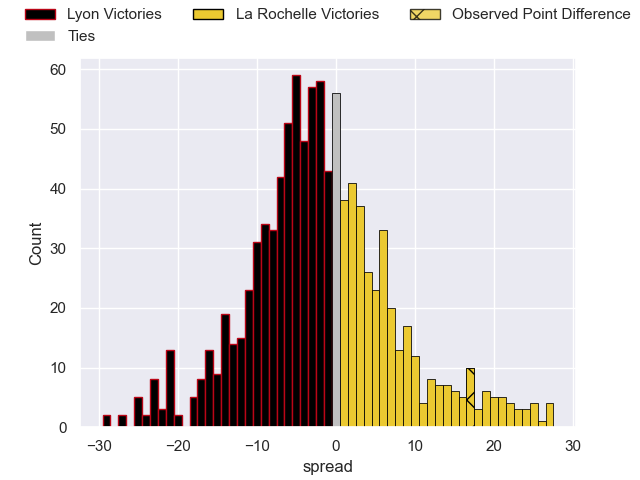 Lyon Victories La Rochelle Victories Observed Point Difference
Ties
60
50
40
30
20
10
0
Count
−30 −20 −10 0 10 20 30
spread